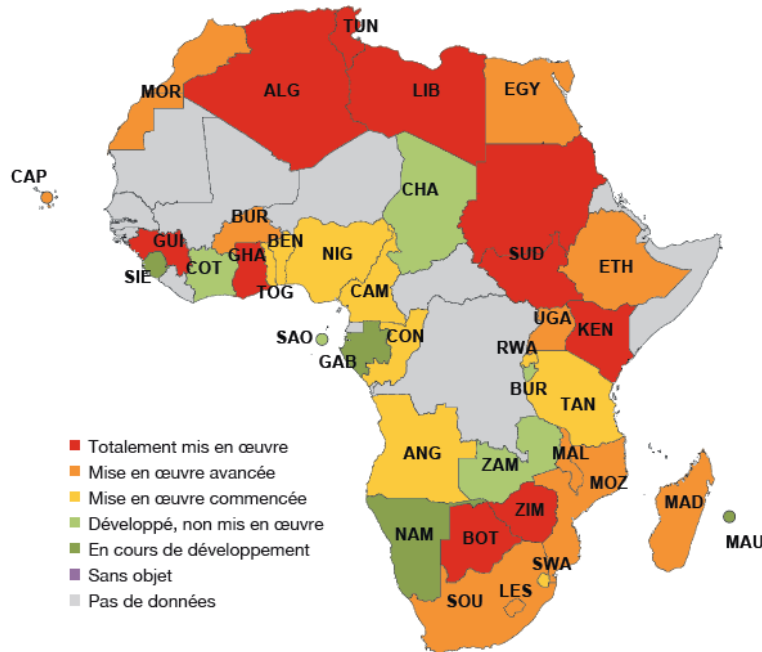 TUN
MOR
ALG
LIB
EGY
CAP
CHA
BUR
GUI
BEN
NIG
SUD
SIE
COT
GHA
ETH
TOG
CAM
SAO
CON
UGA
KEN
GAB
RWA
BUR
TAN
Totalement mis en œuvre
Mise en œuvre avancée
Mise en œuvre commencée
Développé, non mis en œuvre
En cours de développement
Sans objet
Pas de données
ANG
ZAM
MAL
MOZ
MAD
NAM
BOT
ZIM
MAU
SWA
SOU
LES